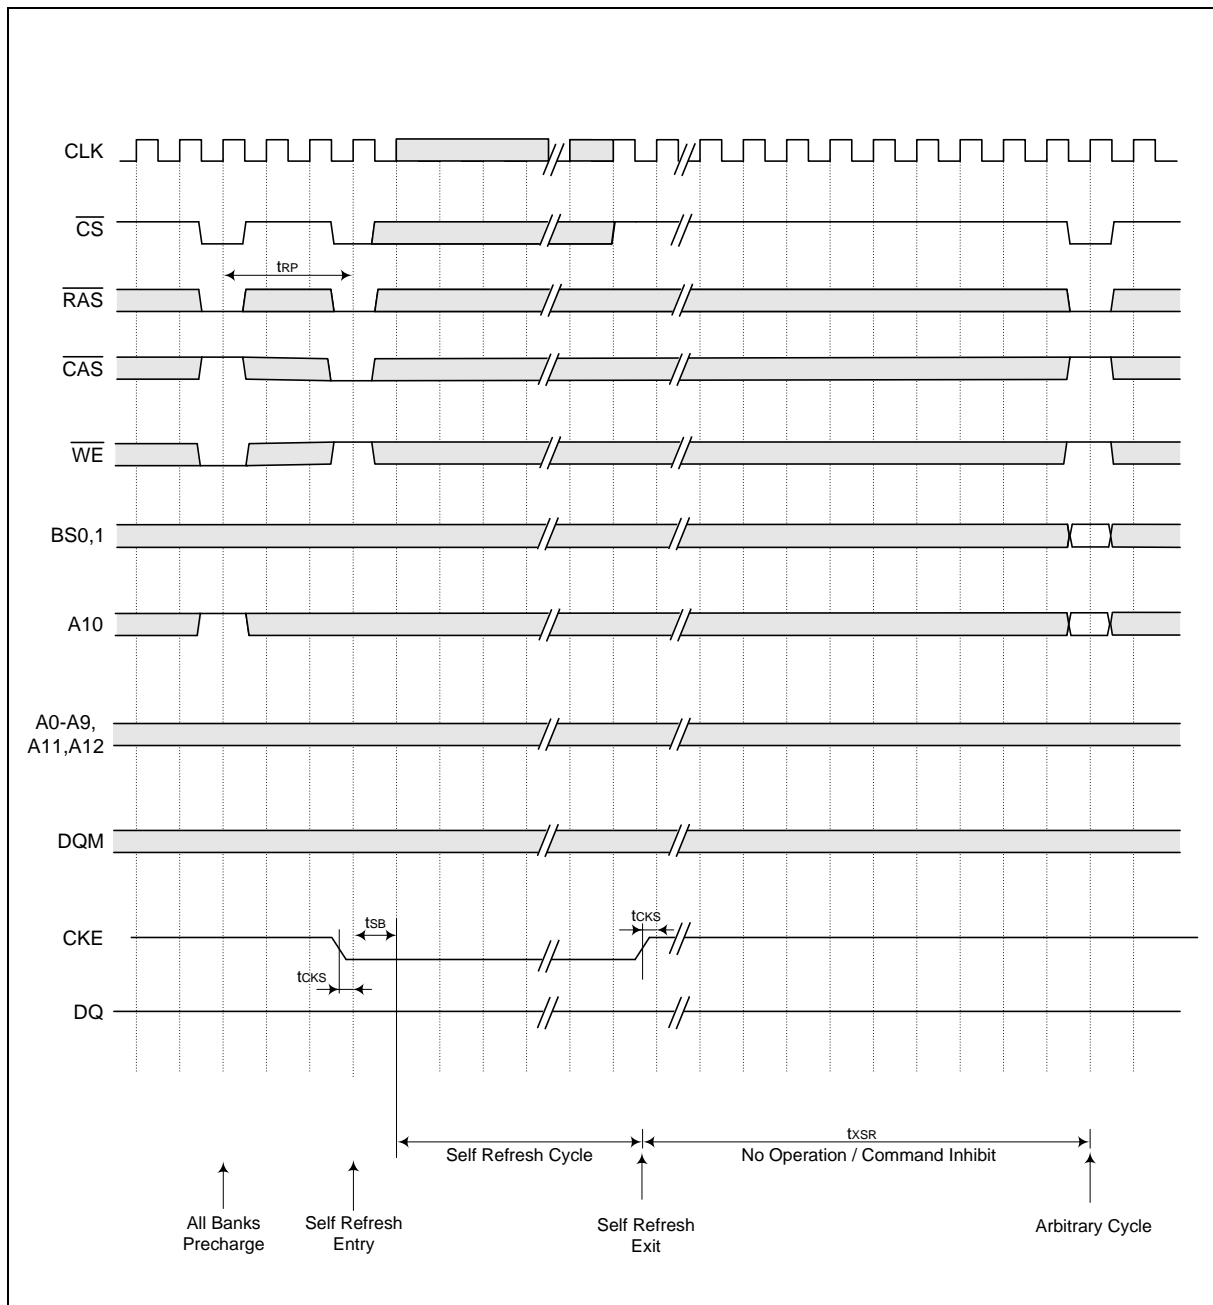 CLK
CS
tRP
RAS
CAS
WE
BS0,1
A10
A0-A9,
A11,A12
DQM
tSB
tCKS
CKE
tCKS
DQ
tXSR
Self Refresh Cycle
No Operation / Command Inhibit
All Banks
Precharge
Self Refresh
Entry
Self Refresh
Exit
Arbitrary Cycle